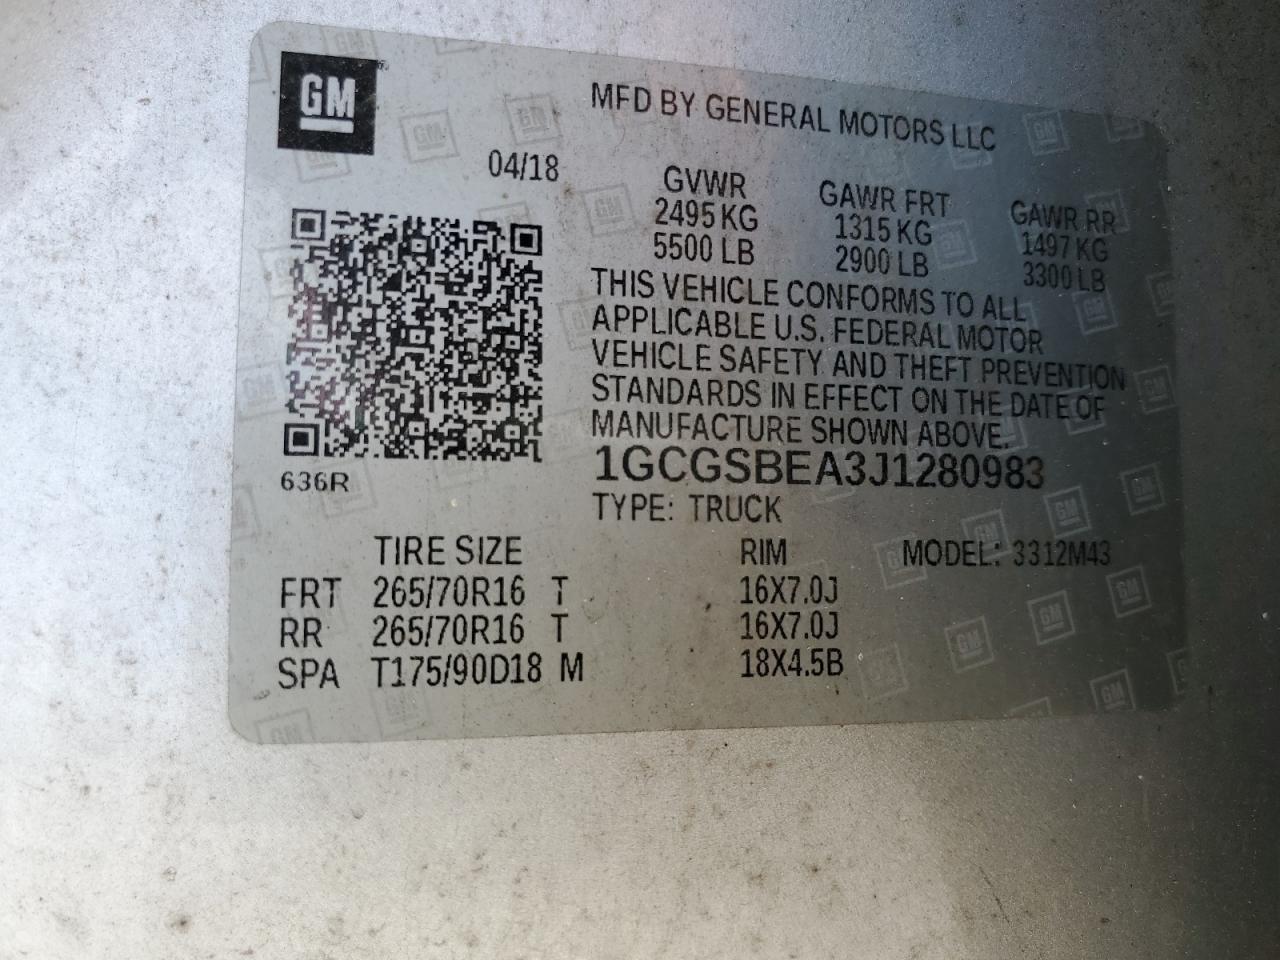 GM
MFD BY GENERAL MOTORS LLC
04/18
GVWR GAWR FRT GAWR RR
2495 KG 1315 KG 1497 KG
5500 LB 2900 LB 3300 LB
THIS VEHICLE CONFORMS TO ALL
APPLICABLE U.S. FEDERAL MOTOR
VEHICLE SAFETY AND THEFT PREVENTION
STANDARDS IN EFFECT ON THE DATE OF
MANUFACTURE SHOWN ABOVE.
636R
1GCGSBEA3J1280983
TYPE: TRUCK
TIRE SIZE RIM MODEL: 3312M43
FRT 265/70R16 T 16X7.0J
RR 265/70R16 T 16X7.0J
SPA T175/90D18 M 18X4.5B